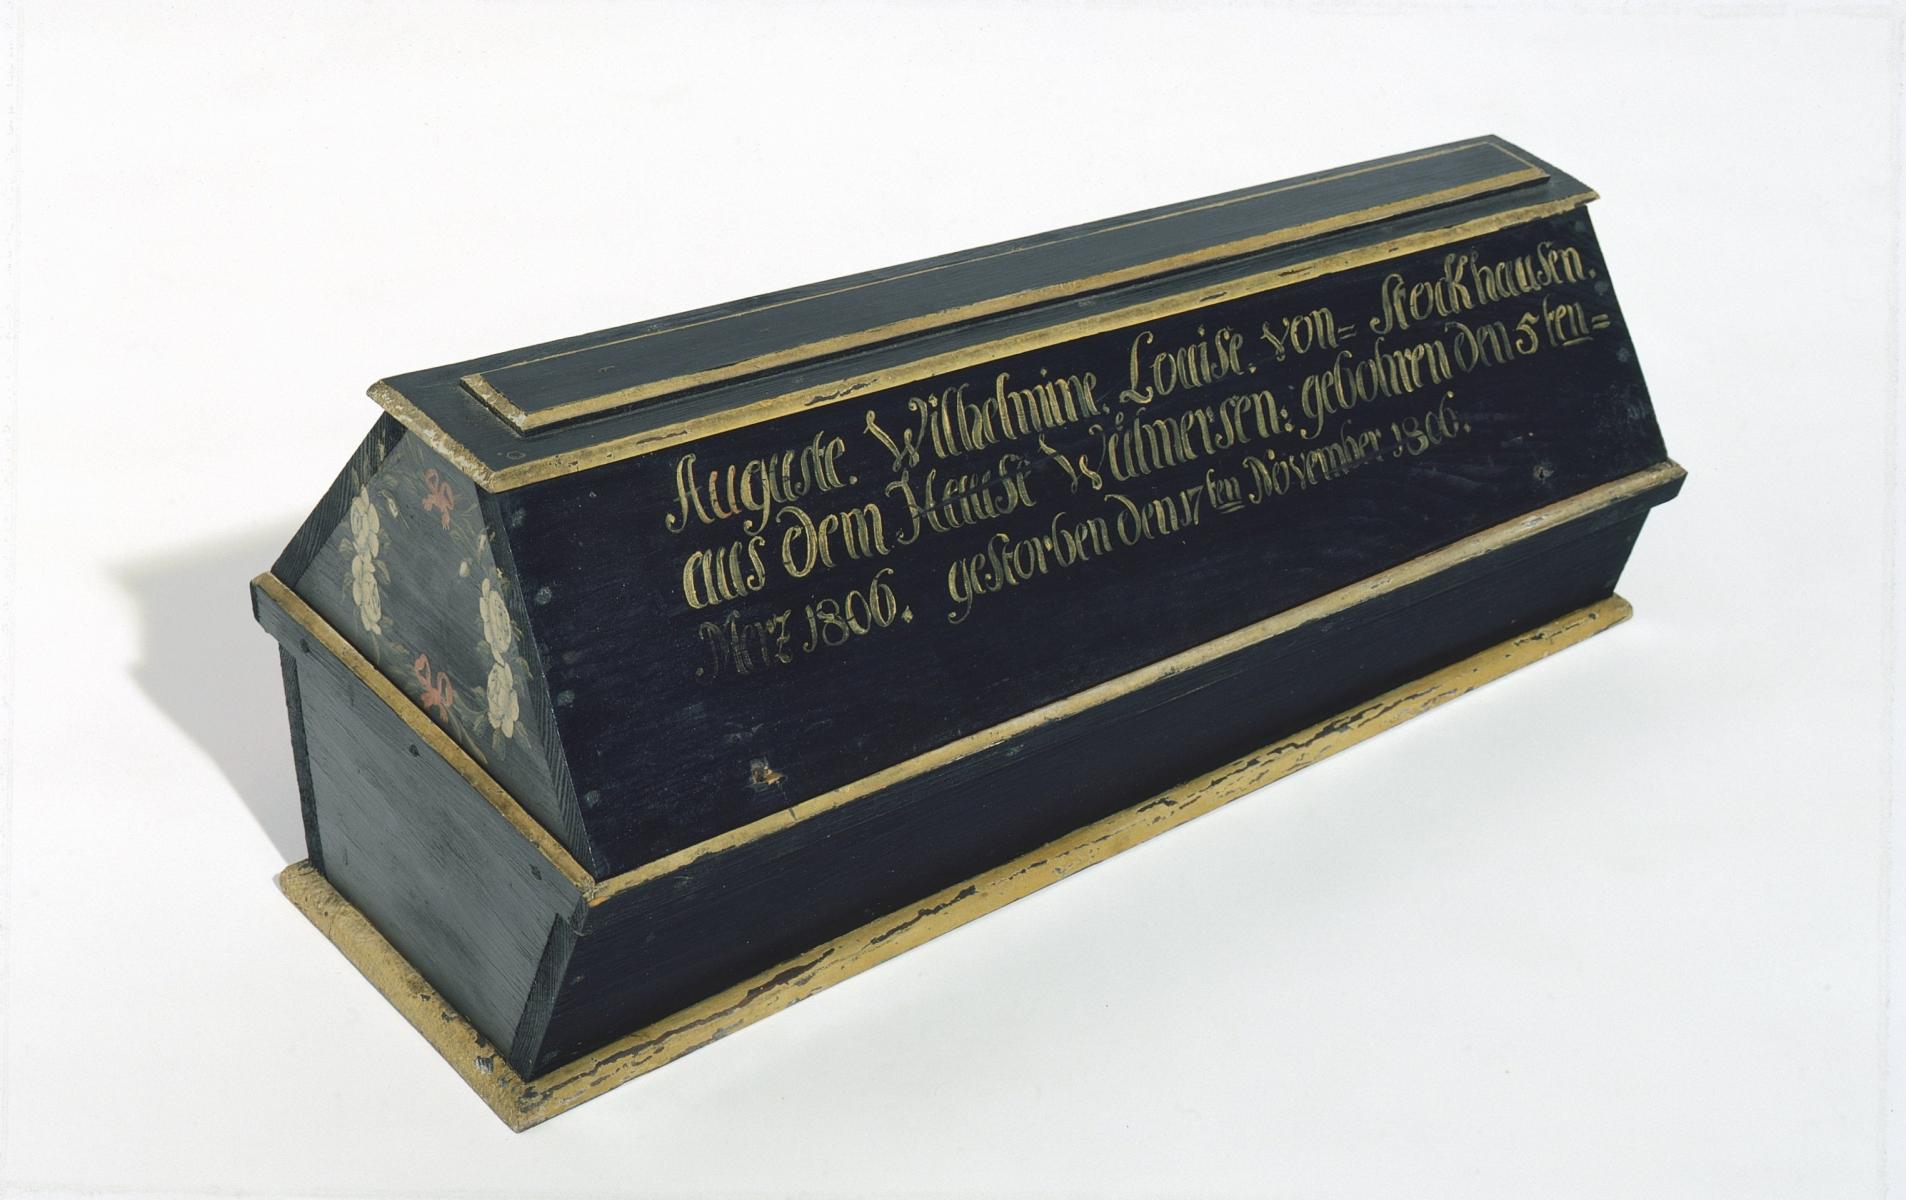 Auguste. Wilhelmine. Louise. von= Stockhausen.
aus dem Hause Wülmersen: gebohren den 5ten=
Merz 1806. gestorben den 17ten November 1806.